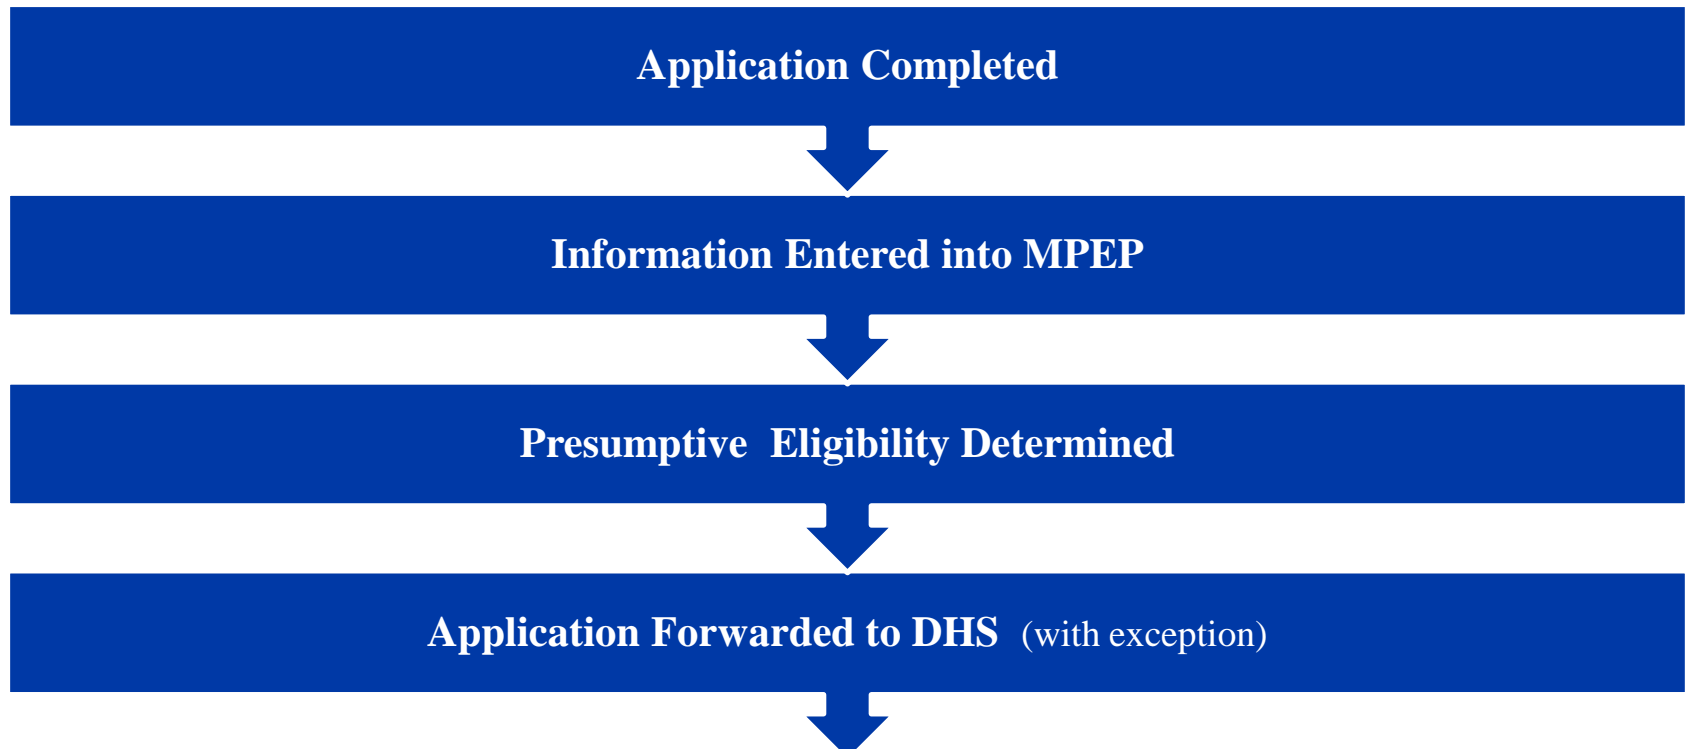 Application Completed
Information Entered into MPEP
Presumptive  Eligibility Determined
Application Forwarded to DHS  (with exception)